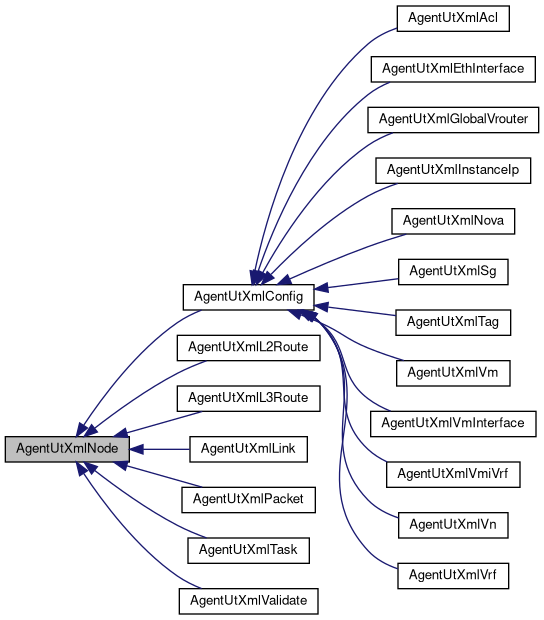 AgentUtXmlAcl
AgentUtXmlEthInterface
AgentUtXmlGlobalVrouter
AgentUtXmlInstanceIp
AgentUtXmlNova
AgentUtXmlSg
AgentUtXmlConfig
AgentUtXmlTag
AgentUtXmlL2Route
AgentUtXmlVm
AgentUtXmlL3Route
AgentUtXmlVmInterface
AgentUtXmlNode
AgentUtXmlLink
AgentUtXmlVmiVrf
AgentUtXmlPacket
AgentUtXmlVn
AgentUtXmlTask
AgentUtXmlVrf
AgentUtXmlValidate